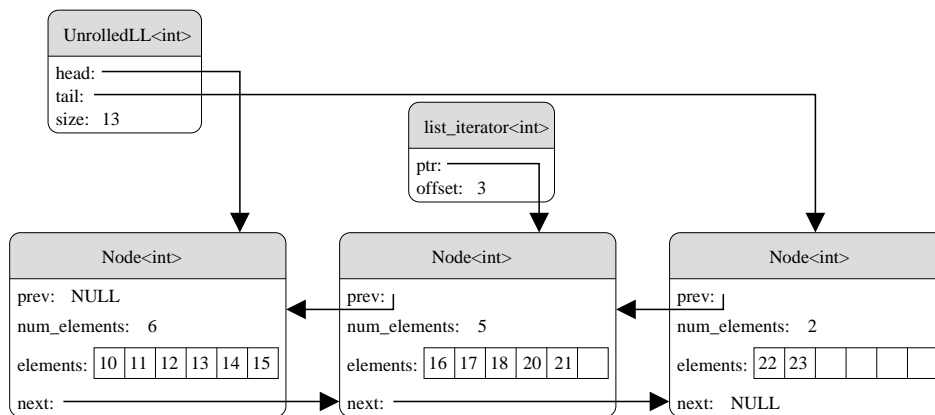 UnrolledLL<int>
head:
tail:
size: 13
list_iterator<int>
ptr:
offset: 3
Node<int>
prev: NULL
num_elements: 6
elements: 10 11 12 13 14 15
next:
Node<int>
prev:
num_elements: 5
elements: 16 17 18 20 21
next:
Node<int>
prev:
num_elements: 2
elements: 22 23
next: NULL